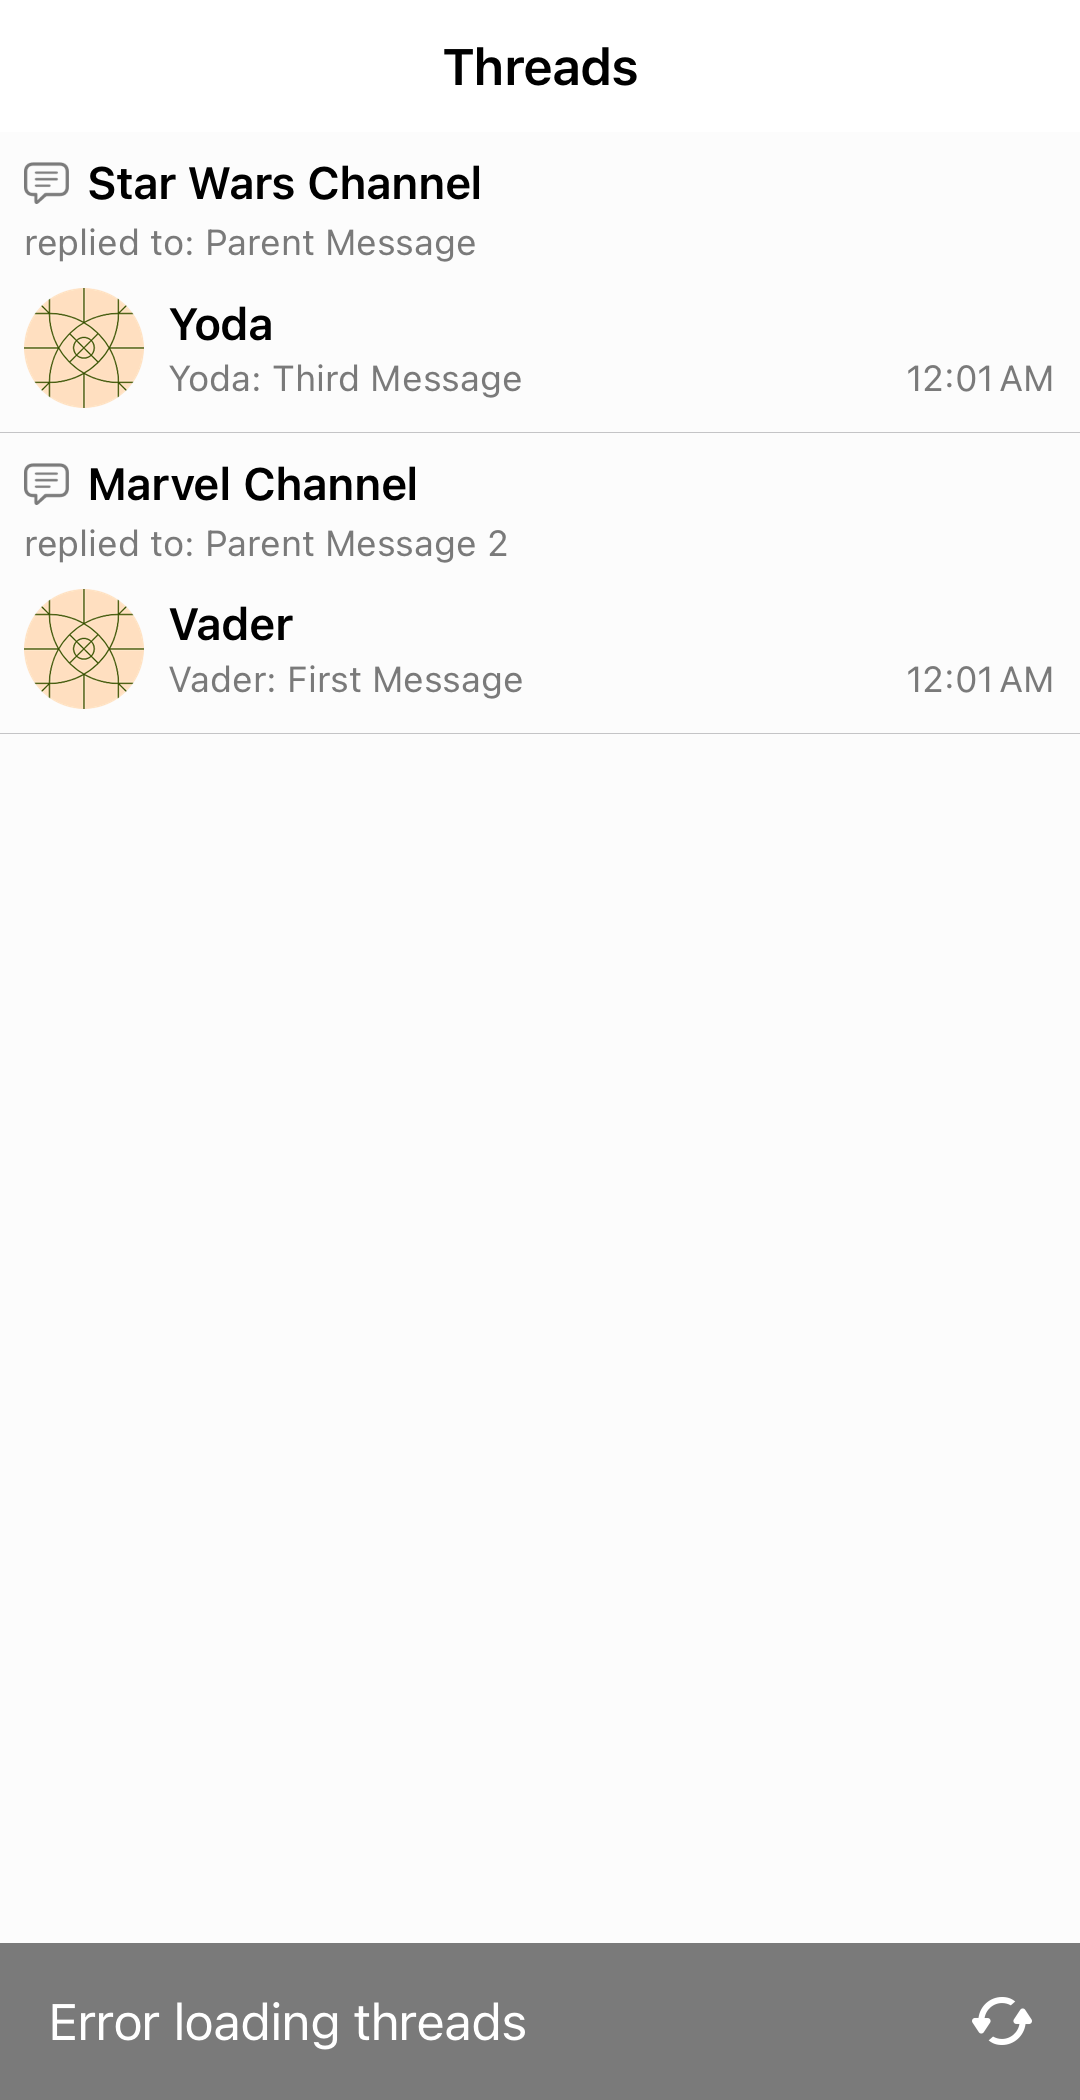 Threads
Star Wars Channel
replied to: Parent Message
Yoda
Yoda: Third Message 12:01 AM
Marvel Channel
replied to: Parent Message 2
Vader
Vader: First Message 12:01 AM
Error loading threads